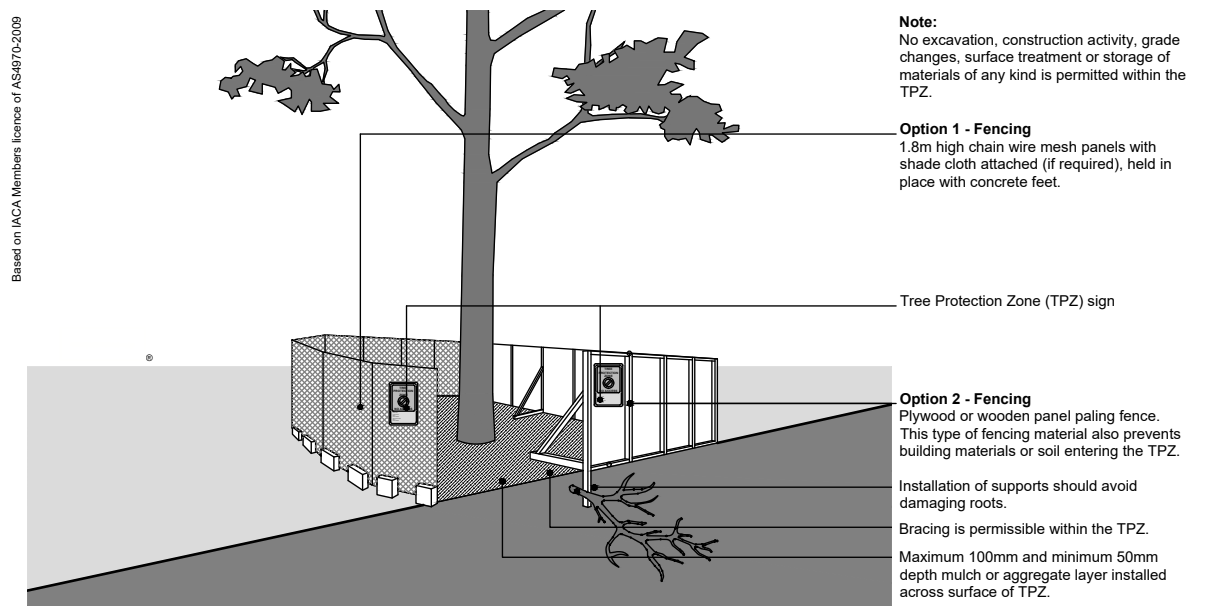 Based on IACA Members licence of AS4970-2009
Note:
No excavation, construction activity, grade
changes, surface treatment or storage of
materials of any kind is permitted within the
TPZ.
Option 1 - Fencing
1.8m high chain wire mesh panels with
shade cloth attached (if required), held in
place with concrete feet.
Tree Protection Zone (TPZ) sign
®
Option 2 - Fencing
Plywood or wooden panel paling fence.
This type of fencing material also prevents
building materials or soil entering the TPZ.
Installation of supports should avoid
damaging roots.
Bracing is permissible within the TPZ.
Maximum 100mm and minimum 50mm
depth mulch or aggregate layer installed
across surface of TPZ.